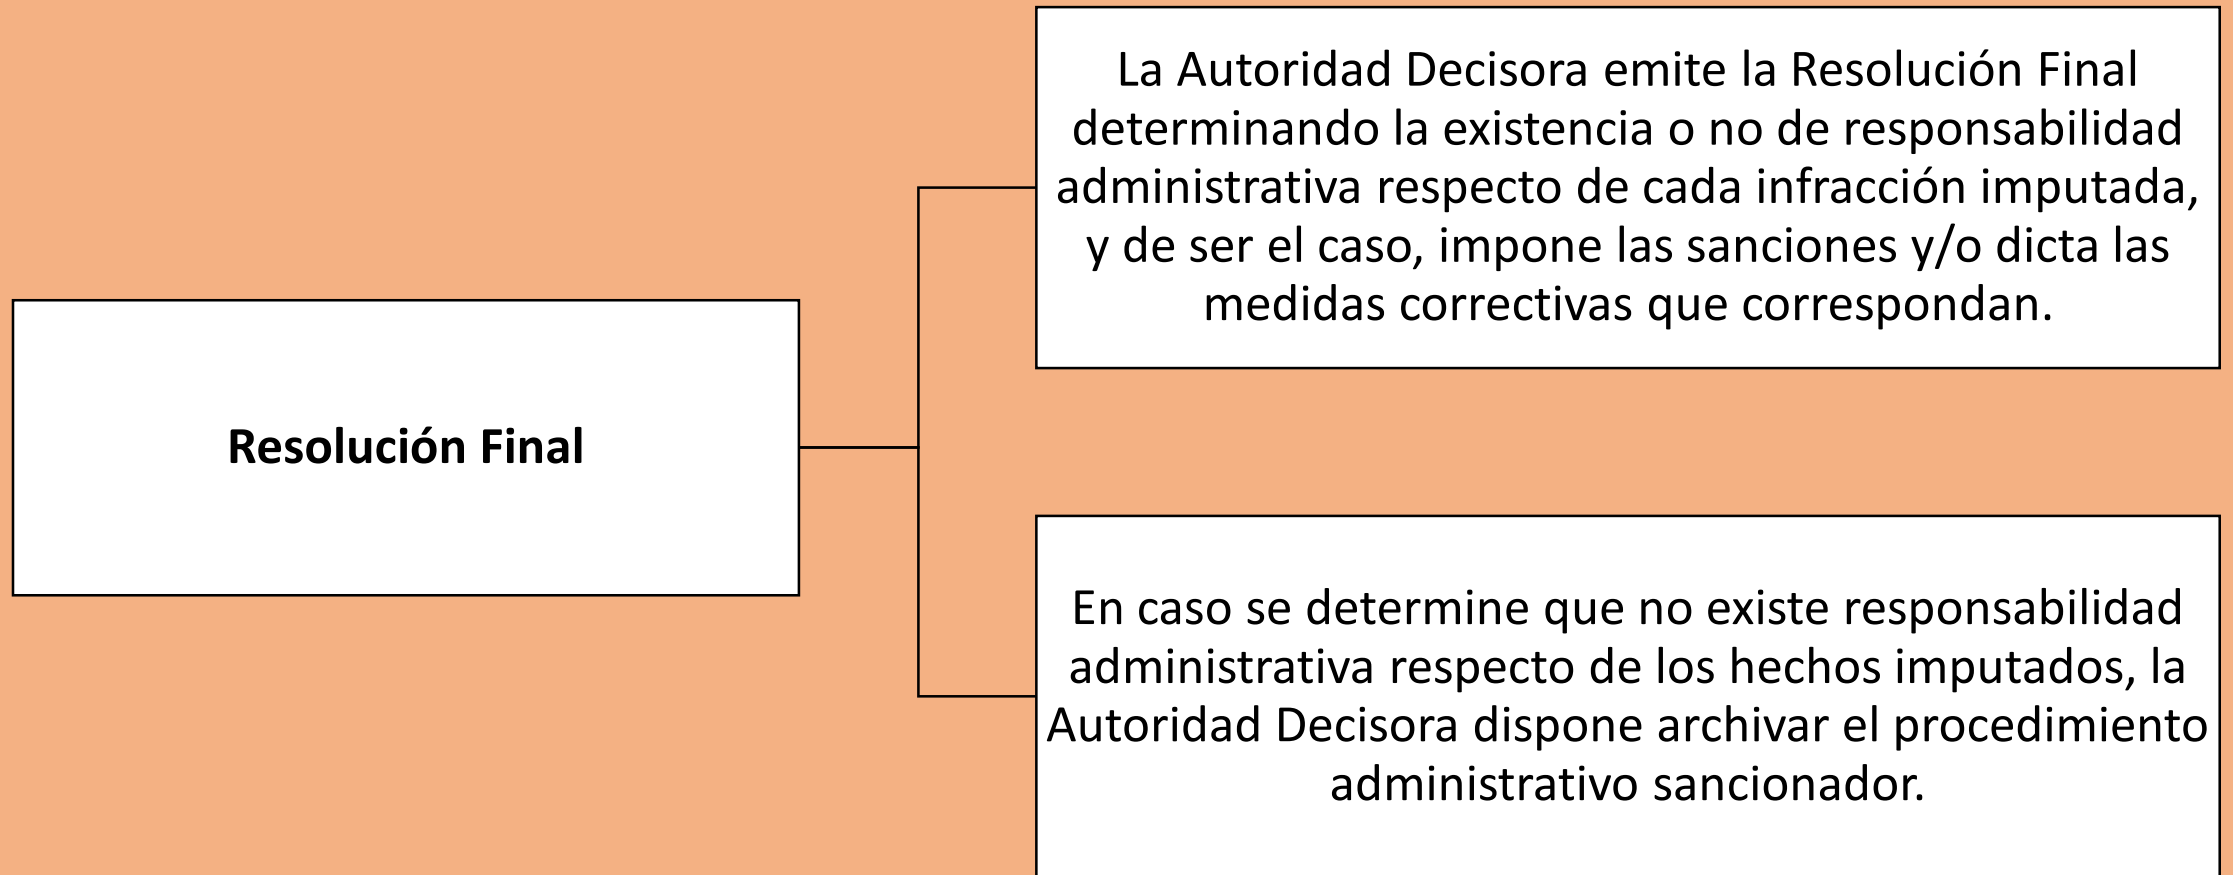 La Autoridad Decisora emite la Resolución Final
determinando la existencia o no de responsabilidad
administrativa respecto de cada infracción imputada,
y de ser el caso, impone las sanciones y/o dicta las
medidas correctivas que correspondan.
Resolución Final
En caso se determine que no existe responsabilidad
administrativa respecto de los hechos imputados, la
Autoridad Decisora dispone archivar el procedimiento
administrativo sancionador.